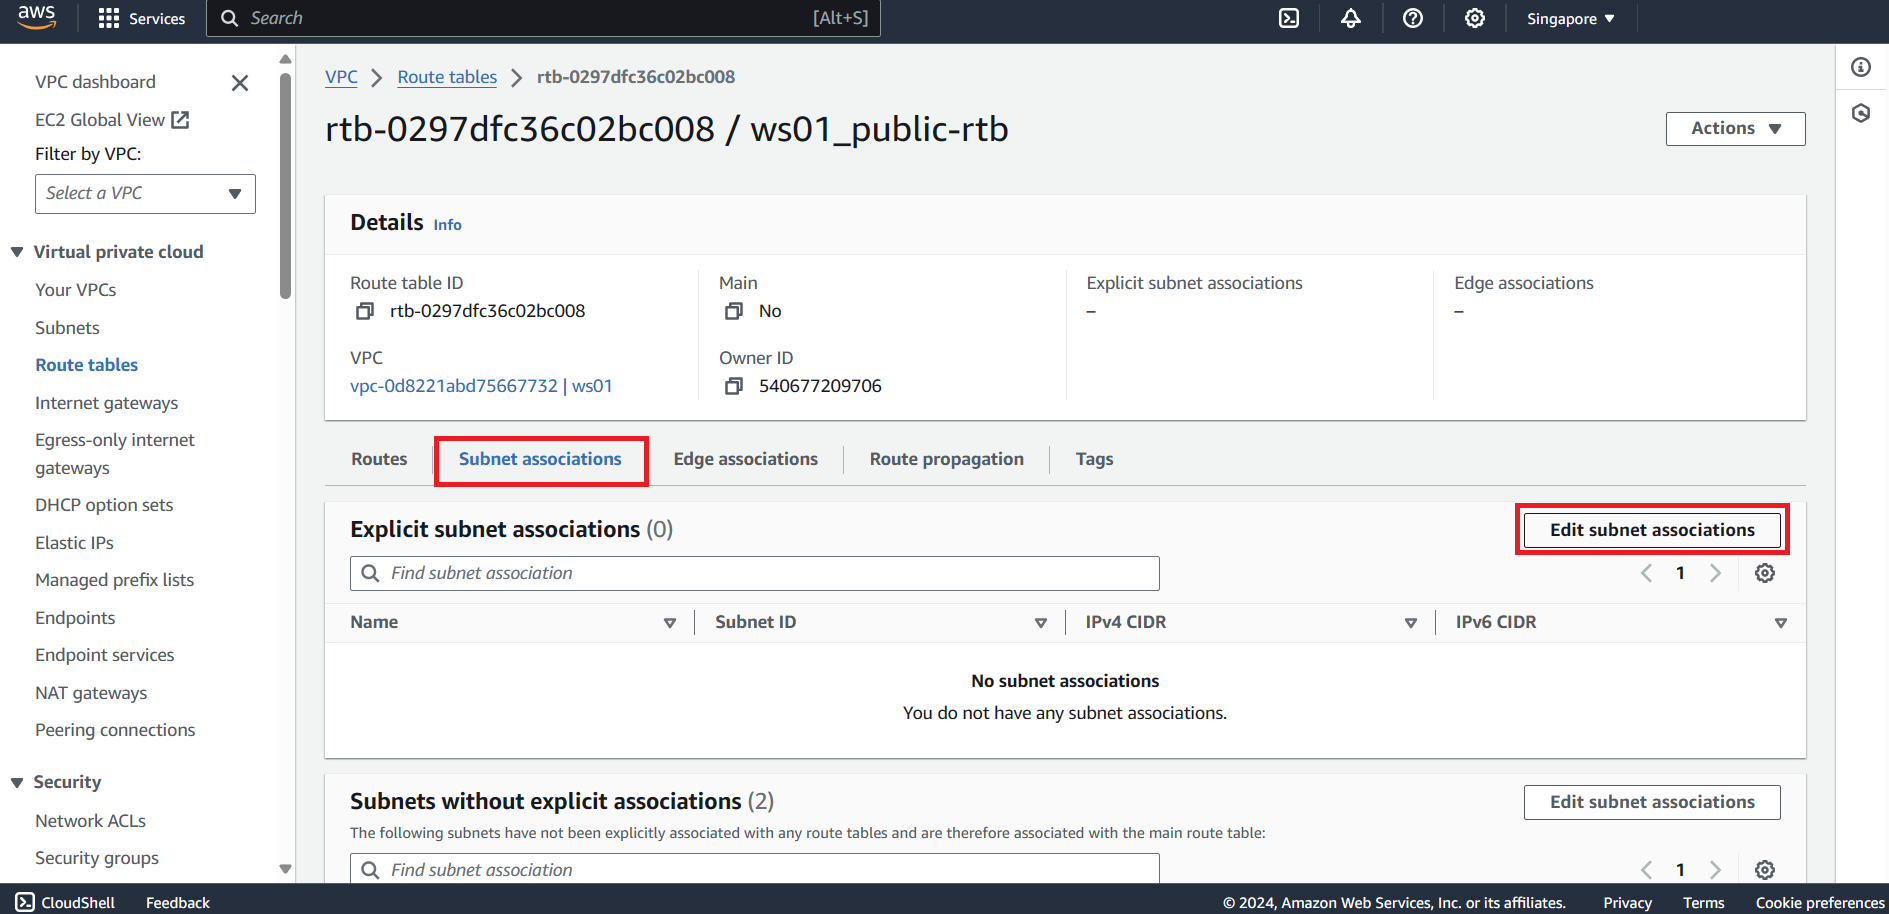 aws
Services
Search
[Alt+S]
Singapore
VPC dashboard
EC2 Global View
Filter by VPC:
Select a VPC
Virtual private cloud
Your VPCs
Subnets
Route tables
Internet gateways
Egress-only internet
gateways
DHCP option sets
Elastic IPs
Managed prefix lists
Endpoints
Endpoint services
NAT gateways
Peering connections
Security
Network ACLs
Security groups
VPC > Route tables > rtb-0297dfc36c02bc008
rtb-0297dfc36c02bc008 / ws01_public-rtb
Actions
Details Info
Route table ID
rtb-0297dfc36c02bc008
Main
No
Explicit subnet associations
–
Edge associations
–
VPC
vpc-0d8221abd75667732 | ws01
Owner ID
540677209706
Routes
Subnet associations
Edge associations
Route propagation
Tags
Explicit subnet associations (0)
Edit subnet associations
Find subnet association
1
Name
Subnet ID
IPv4 CIDR
IPv6 CIDR
No subnet associations
You do not have any subnet associations.
Subnets without explicit associations (2)
Edit subnet associations
The following subnets have not been explicitly associated with any route tables and are therefore associated with the main route table:
Find subnet association
1
CloudShell
Feedback
© 2024, Amazon Web Services, Inc. or its affiliates.
Privacy
Terms
Cookie preferences